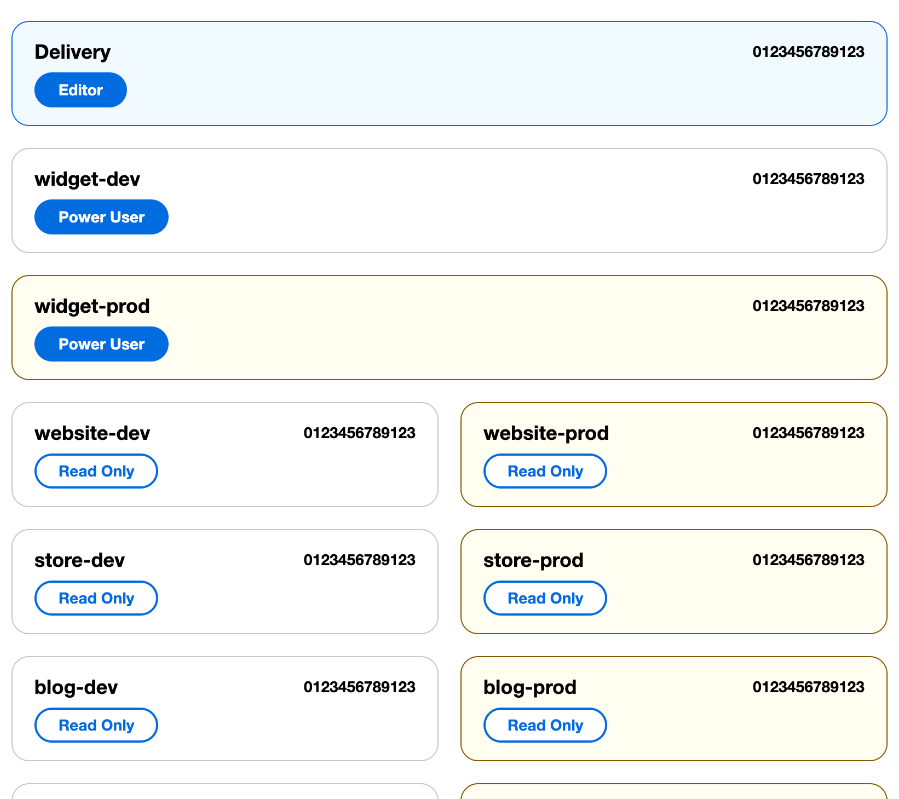 Delivery 0123456789123
Editor
widget-dev 0123456789123
Power User
widget-prod 0123456789123
Power User
website-dev 0123456789123
Read Only
website-prod 0123456789123
Read Only
store-dev 0123456789123
Read Only
store-prod 0123456789123
Read Only
blog-dev 0123456789123
Read Only
blog-prod 0123456789123
Read Only